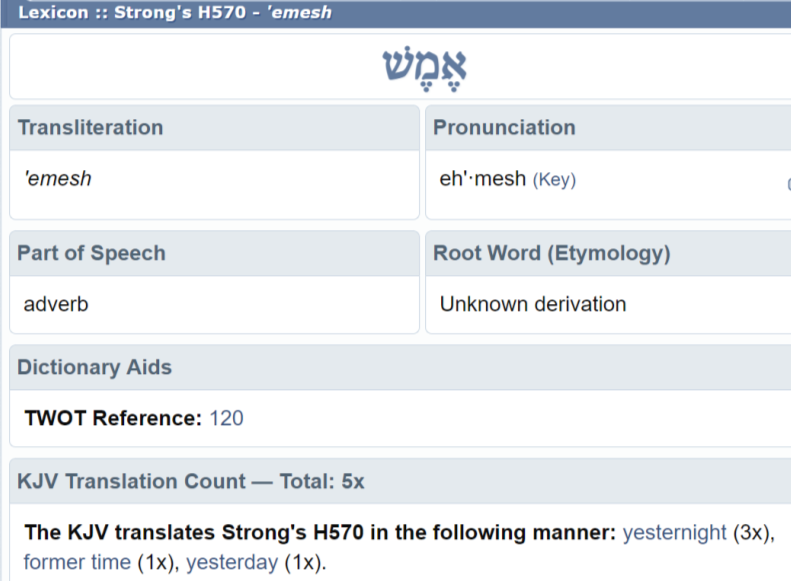 Lexicon :: Strong's H570 - 'emesh
אֶמֶשׁ
Transliteration
Pronunciation
'emesh
eh'·mesh (Key)
Part of Speech
Root Word (Etymology)
adverb
Unknown derivation
Dictionary Aids
TWOT Reference: 120
KJV Translation Count — Total: 5x
The KJV translates Strong's H570 in the following manner: yesternight (3x),
former time (1x), yesterday (1x).